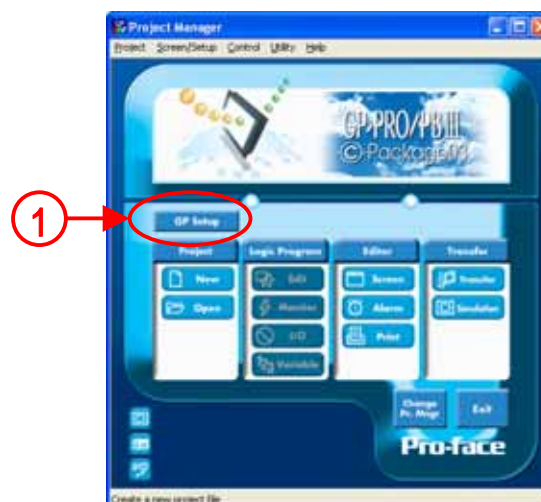 Project Manager
Project Screen/Setup Control Utility Help
GP-PRO/PBIII
© Package03
1
GP Setup
Project Logic Program Editor Transfer
New Edit Screen Transfer
Open Monitor Alarm Simulation
I/O Print
Variable
Change Pr. Mngr Exit
Pro-face
Create a new project file